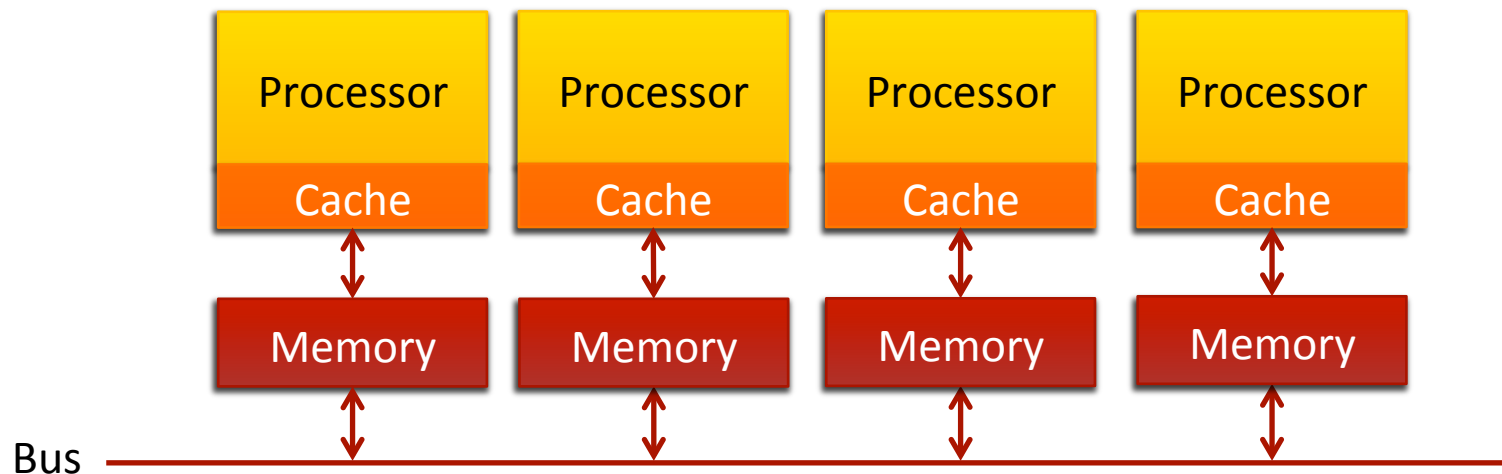 Processor Processor Processor Processor
Cache Cache Cache Cache
Memory Memory Memory Memory
Bus